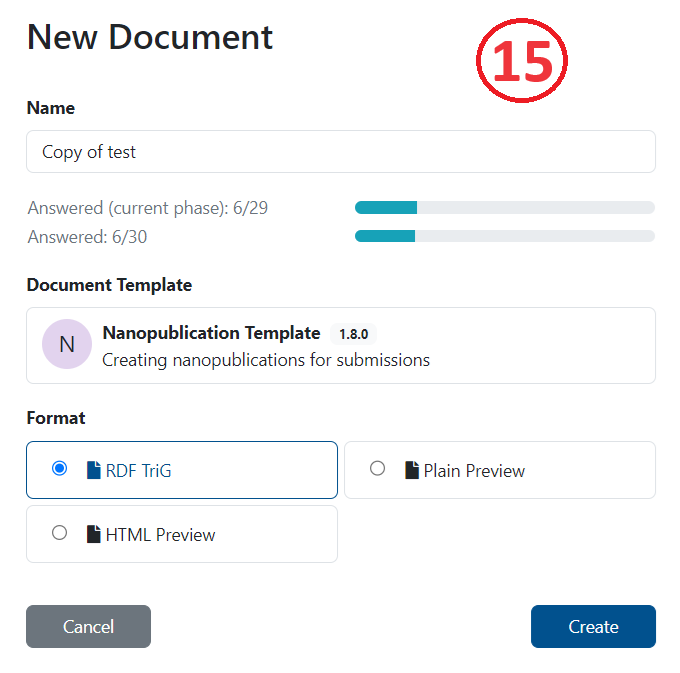 New Document
15
Name
Copy of test
Answered (current phase): 6/29
Answered: 6/30
Document Template
N
Nanopublication Template 1.8.0
Creating nanopublications for submissions
Format
RDF TriG
Plain Preview
HTML Preview
Cancel
Create